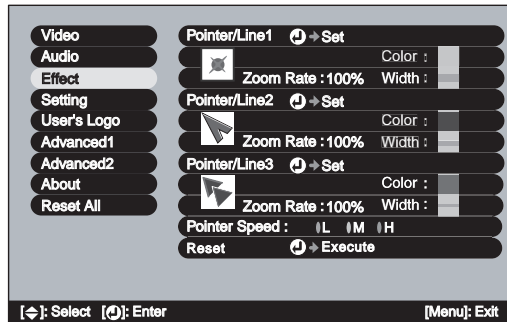 Video
Audio
Effect
Setting
User's Logo
Advanced1
Advanced2
About
Reset All
Pointer/Line1 Set
Color :
Zoom Rate : 100% Width :
Pointer/Line2 Set
Color :
Zoom Rate : 100% Width :
Pointer/Line3 Set
Color :
Zoom Rate : 100% Width :
Pointer Speed : L M H
Reset Execute
[ ]: Select [ ]: Enter [Menu]: Exit